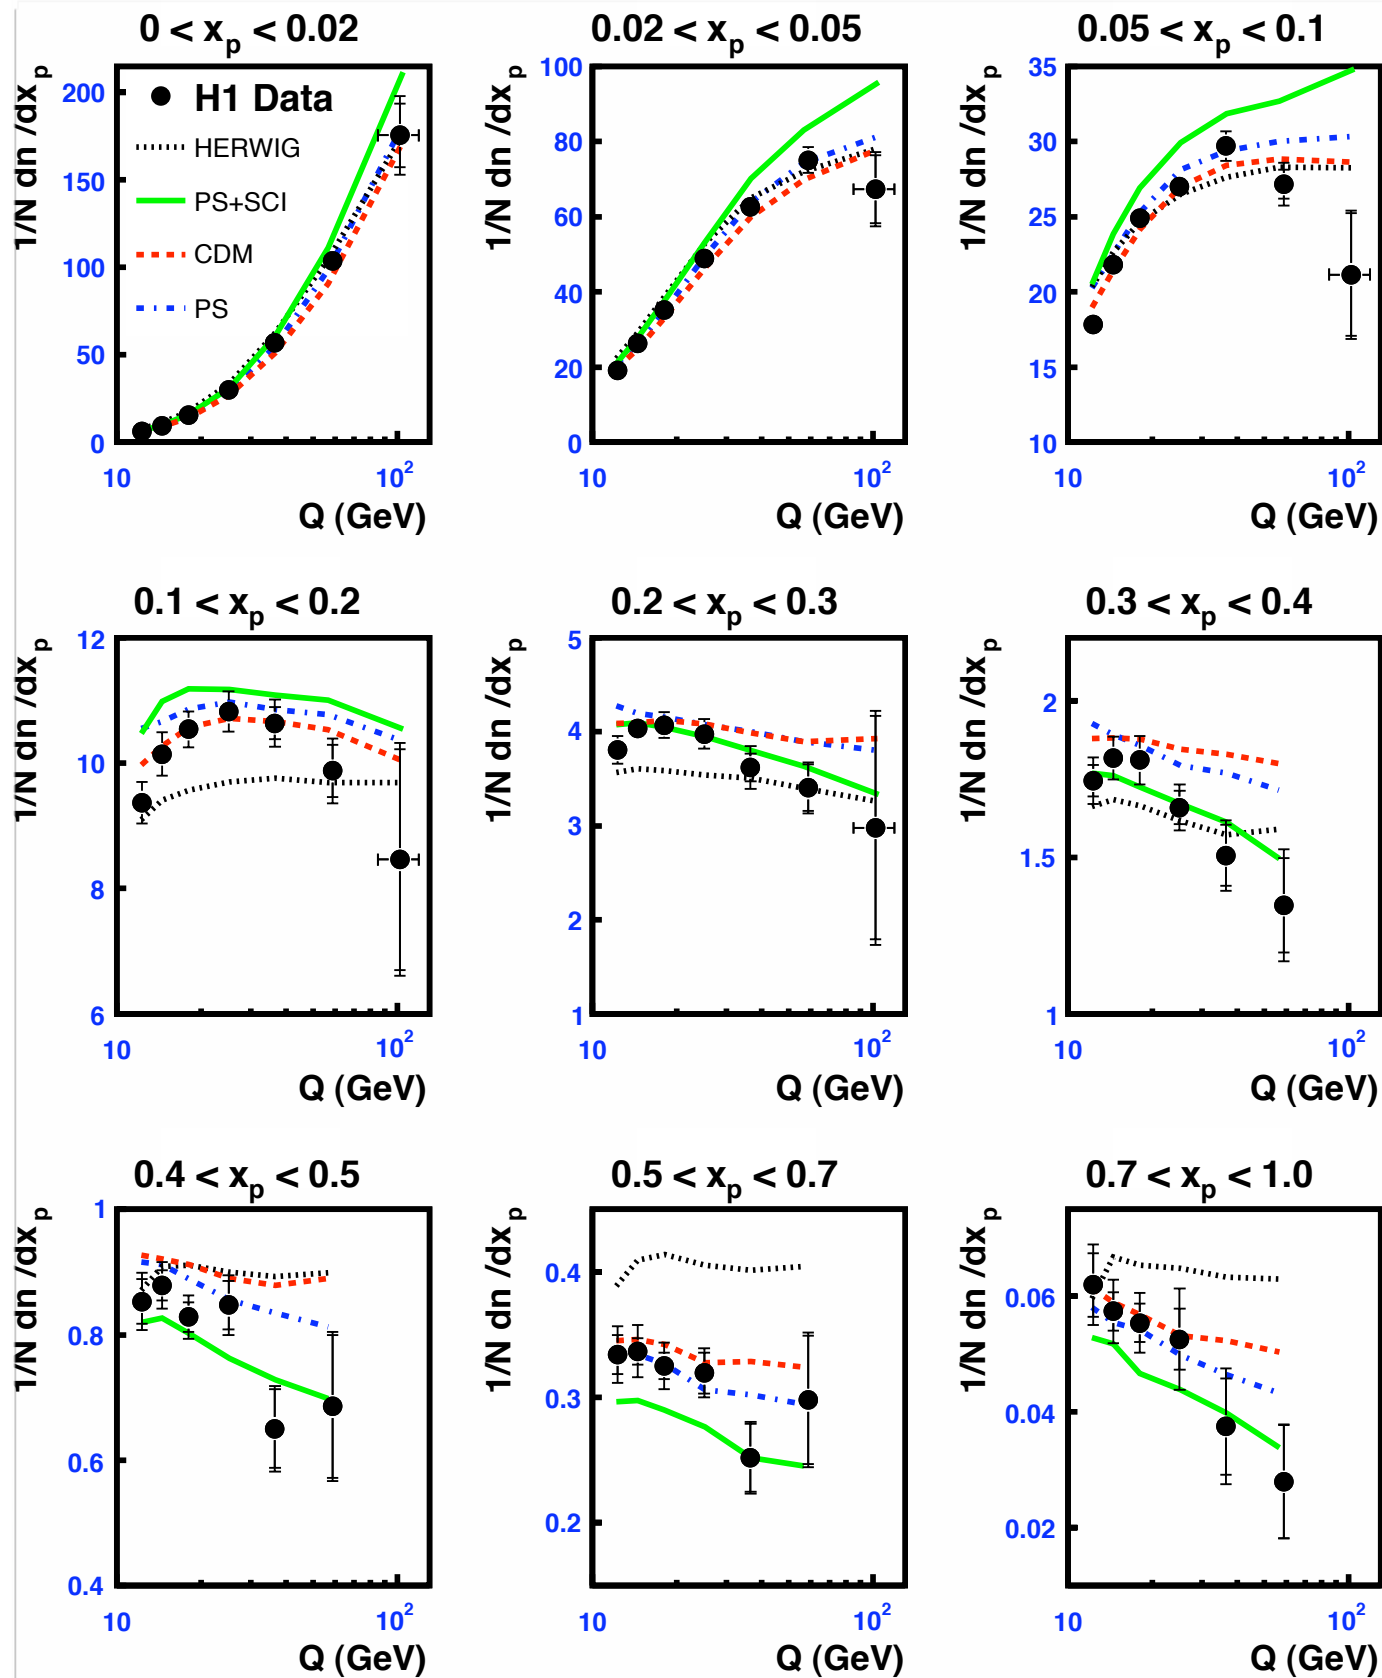 0 < xp < 0.02
0.02 < xp < 0.05
0.05 < xp < 0.1
1/N dn /dxp
200
150
100
50
0
H1 Data
HERWIG
PS+SCI
CDM
PS
10
10²
Q (GeV)
1/N dn /dxp
100
80
60
40
20
0
10
10²
Q (GeV)
1/N dn /dxp
35
30
25
20
15
10
10
10²
Q (GeV)
0.1 < xp < 0.2
0.2 < xp < 0.3
0.3 < xp < 0.4
1/N dn /dxp
12
10
8
6
10
10²
Q (GeV)
1/N dn /dxp
5
4
3
2
1
10
10²
Q (GeV)
1/N dn /dxp
2
1.5
1
10
10²
Q (GeV)
0.4 < xp < 0.5
0.5 < xp < 0.7
0.7 < xp < 1.0
1/N dn /dxp
1
0.8
0.6
0.4
10
10²
Q (GeV)
1/N dn /dxp
0.4
0.3
0.2
10
10²
Q (GeV)
1/N dn /dxp
0.06
0.04
0.02
10
10²
Q (GeV)